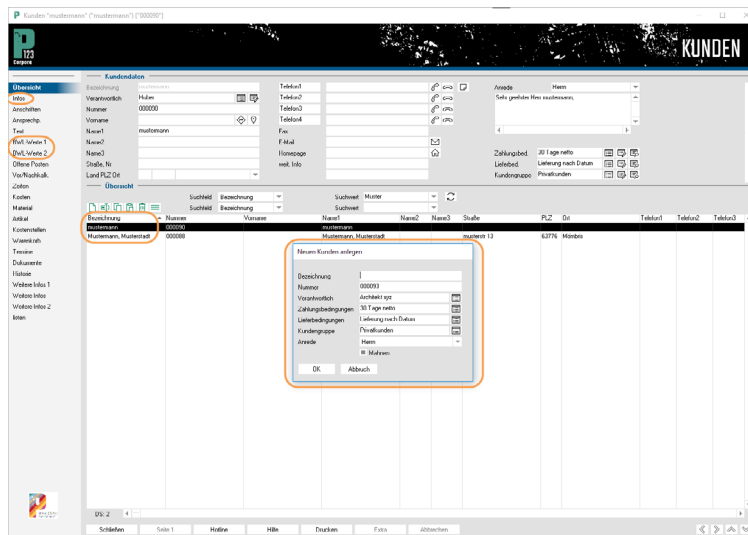 Kunden "mustermann" ("mustermann") ["000090"]
P
123
Corpora
KUNDEN
Kundendaten
Übersicht
Infos
Anschriften
Ansprechp.
Text
BWL-Werte 1
BWL-Werte 2
Offene Posten
Vor/Nachkalk.
Zeiten
Kosten
Material
Artikel
Kostenstellen
Warenkorb
Termine
Dokumente
Historie
Weitere Infos 1
Weitere Infos
Weitere Infos 2
listen
Bezeichnung mustermann Telefon1 Anrede Herrn
Verantwortlich Huber Telefon2 Sehr geehrter Herr mustermann,
Nummer 000090 Telefon3
Vorname Telefon4
Name1 mustermann Fax
Name2 E-Mail
Name3 Homepage Zahlungsbed. 30 Tage netto
Straße, Nr weit. Info Lieferbed. Lieferung nach Datum
Land PLZ Ort Kundengruppe Privatkunden
Übersicht
Suchfeld Bezeichnung Suchwert Muster
Suchfeld Bezeichnung Suchwert
Bezeichnung Nummer Vorname Name1 Name2 Name3 Straße PLZ Ort Telefon1 Telefon2 Telefon3
mustermann 000090 mustermann
Mustermann, Musterstadt 000088 Mustermann, Musterstadt musterstr 13 63776 Mömbris
Neuen Kunden anlegen
Bezeichnung
Nummer 000093
Verantwortlich Architekt xyz
Zahlungsbedingungen 30 Tage netto
Lieferbedingungen Lieferung nach Datum
Kundengruppe Privatkunden
Anrede Herrn
Mahnen
OK Abbruch
DS: 2
Schließen Seite 1 Hotline Hilfe Drucken Extra Abbrechen